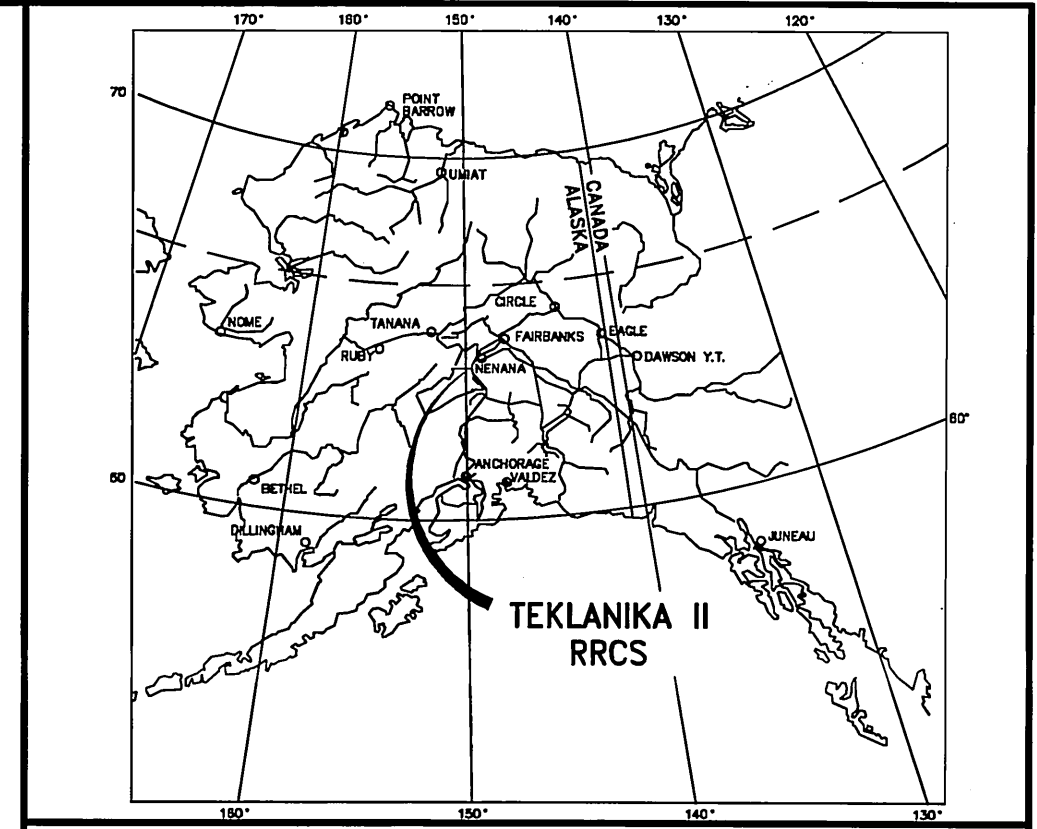 170° 180° 150° 140° 130° 120°
70
POINT
BARROW
UMIAT
CANADA
ALASKA
CIRCLE
NOME
TANANA
FAIRBANKS
EAGLE
RUBY
DAWSON Y.T.
NENANA
60°
ANCHORAGE
VALDEZ
60
BETHEL
DILLINGHAM
JUNEAU
TEKLANIKA II
RRCS
160° 150° 140° 130°